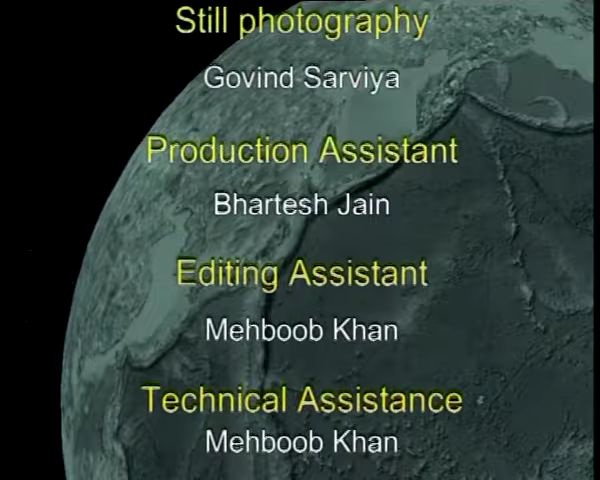 Still photography
Govind Sarviya
Production Assistant
Bhartesh Jain
Editing Assistant
Mehboob Khan
Technical Assistance
Mehboob Khan